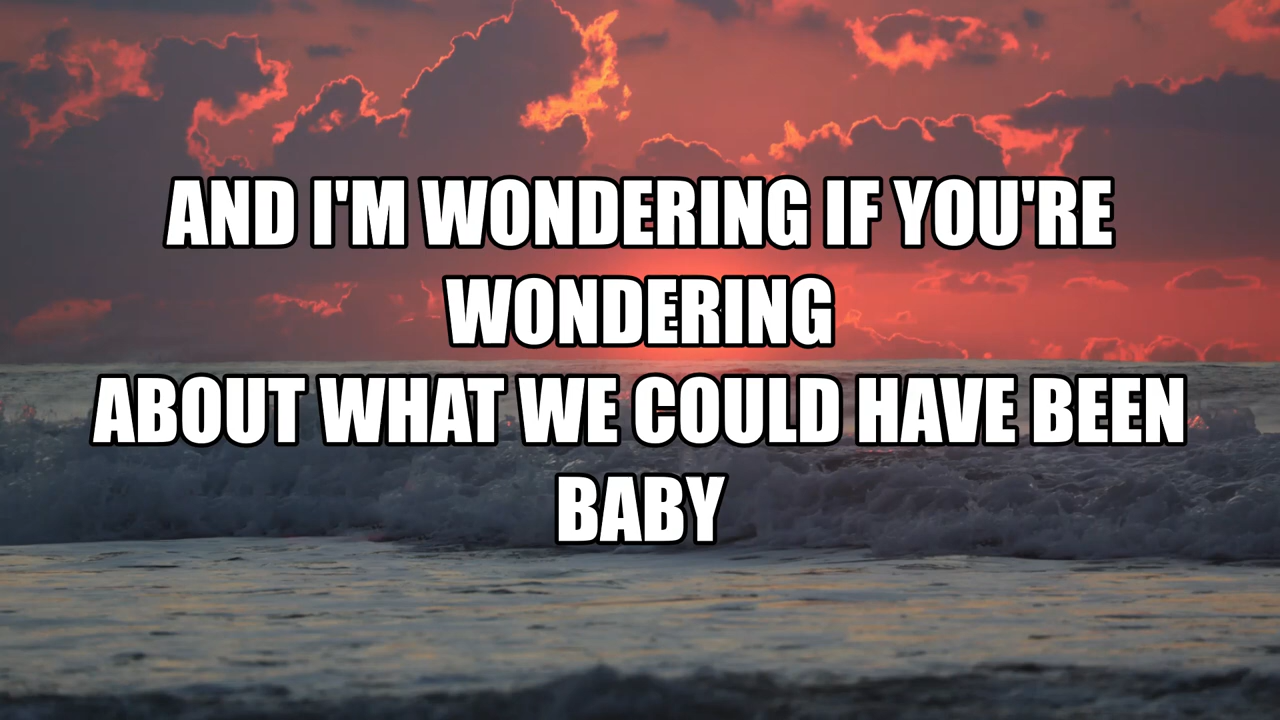 AND I'M WONDERING IF YOU'RE
WONDERING
ABOUT WHAT WE COULD HAVE BEEN
BABY